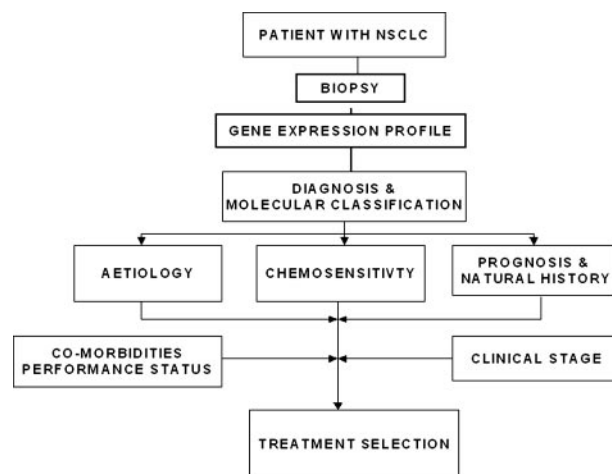 PATIENT WITH NSCLC
BIOPSY
GENE EXPRESSION PROFILE
DIAGNOSIS &
MOLECULAR CLASSIFICATION
AETIOLOGY
CHEMOSENSITIVTY
PROGNOSIS &
NATURAL HISTORY
CO-MORBIDITIES
PERFORMANCE STATUS
CLINICAL STAGE
TREATMENT SELECTION